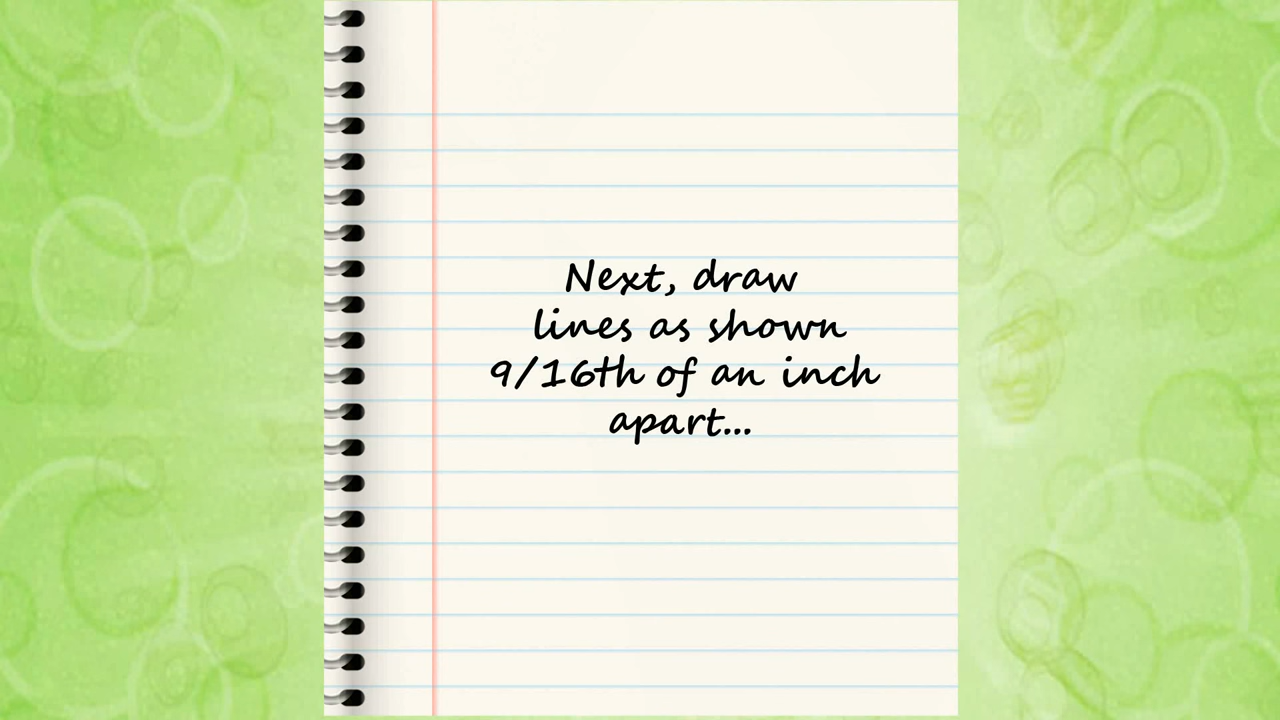 Next, draw
lines as shown
9/16th of an inch
apart...